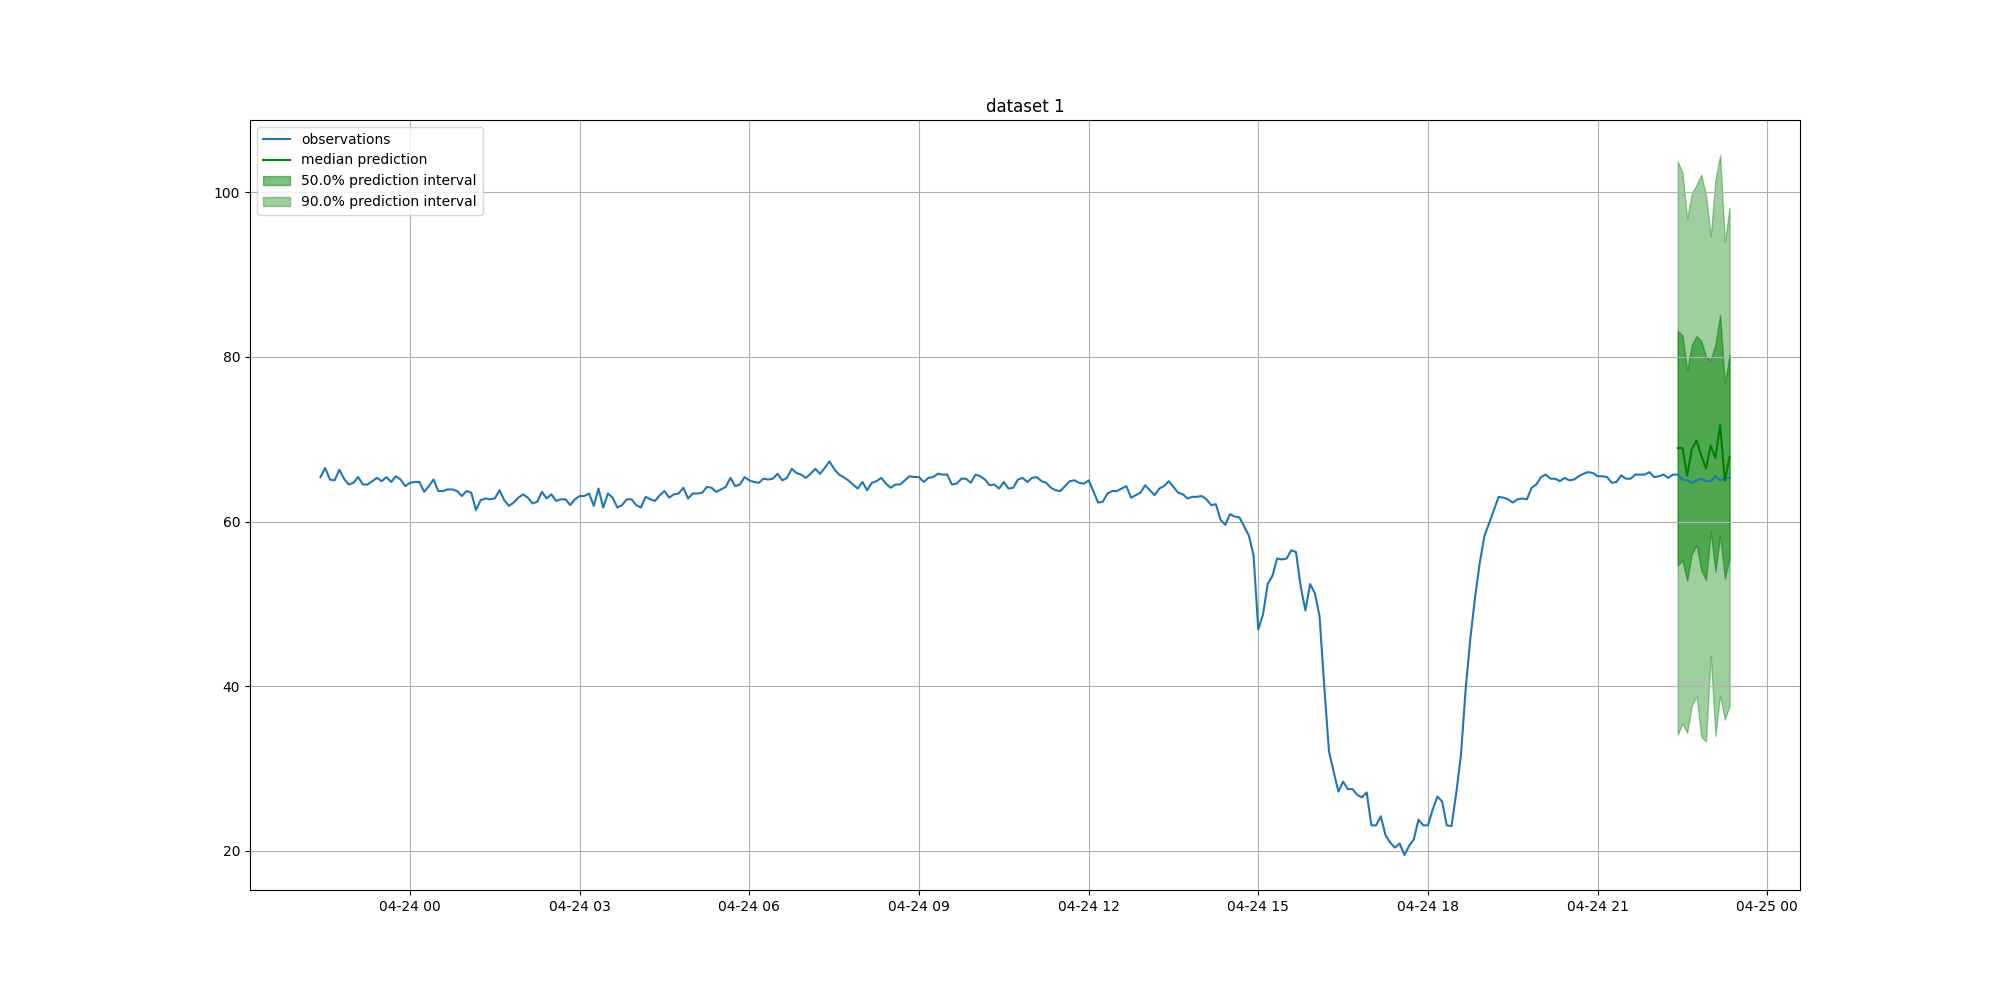 dataset 1
observations
median prediction
50.0% prediction interval
90.0% prediction interval
100
80
60
40
20
04-24 00
04-24 03
04-24 06
04-24 09
04-24 12
04-24 15
04-24 18
04-24 21
04-25 00